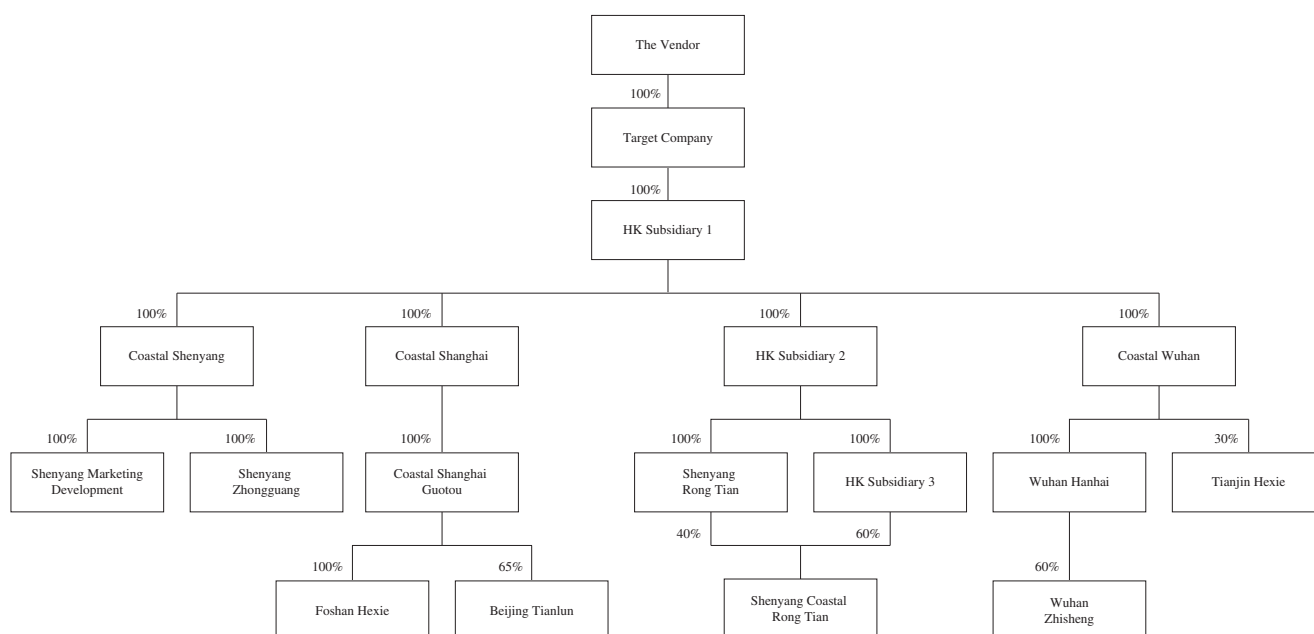 The Vendor
100%
Target Company
100%
HK Subsidiary 1
100%
100%
100%
100%
Coastal Shenyang
Coastal Shanghai
HK Subsidiary 2
Coastal Wuhan
100%
100%
100%
100%
100%
100%
30%
Shenyang Marketing
Development
Shenyang
Zhongguang
Coastal Shanghai
Guotou
Shenyang
Rong Tian
HK Subsidiary 3
Wuhan Hanhai
Tianjin Hexie
40%
60%
100%
65%
60%
Foshan Hexie
Beijing Tianlun
Shenyang Coastal
Rong Tian
Wuhan
Zhisheng